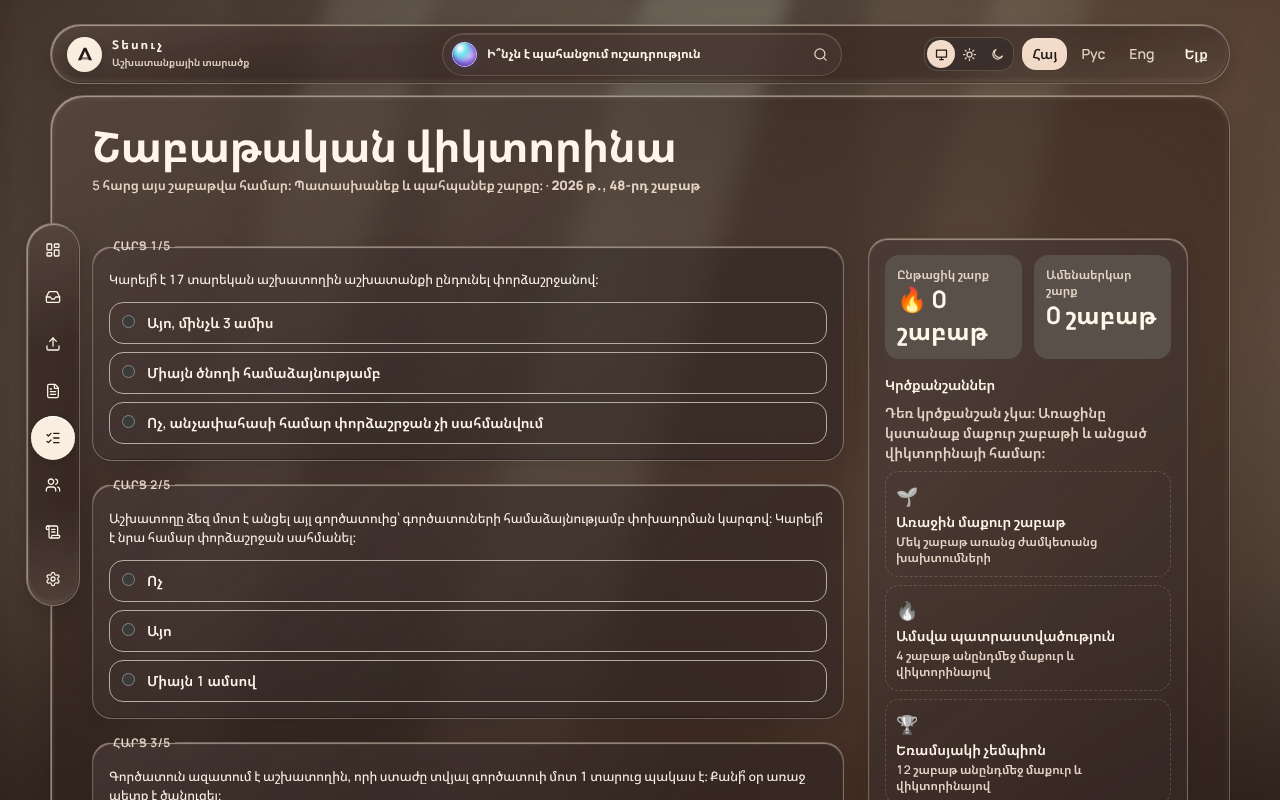 Տեսուչ
Աշխատանքային տարածք
Ի՞նչն է պահանջում ուշադրություն
Հայ
Рус
Eng
Ելք
Շաբաթական վիկտորինա
5 հարց այս շաբաթվա համար։ Պատասխանեք և պահպանեք շարքը։ · 2026 թ., 48-րդ շաբաթ
ՀԱՐՑ 1/5
Կարելի՞ է 17 տարեկան աշխատողին աշխատանքի ընդունել փորձաշրջանով։
Այո, մինչև 3 ամիս
Միայն ծնողի համաձայնությամբ
Ոչ, անչափահասի համար փորձաշրջան չի սահմանվում
ՀԱՐՑ 2/5
Աշխատողը ձեզ մոտ է անցել այլ գործատուից՝ գործատուների համաձայնությամբ փոխադրման կարգով։ Կարելի՞
է նրա համար փորձաշրջան սահմանել։
Ոչ
Այո
Միայն 1 ամսով
ՀԱՐՑ 3/5
Գործատուն ազատում է աշխատողին, որի ստաժը տվյալ գործատուի մոտ 1 տարուց պակաս է։ Քանի՞ օր առաջ
պետք է ծանուցել։
Ընթացիկ շարք
🔥 0
շաբաթ
Ամենաերկար
շարք
0 շաբաթ
Կրծքանշաններ
Դեռ կրծքանշան չկա։ Առաջինը
կստանաք մաքուր շաբաթի և անցած
վիկտորինայի համար։
Առաջին մաքուր շաբաթ
Մեկ շաբաթ առանց ժամկետանց
խախտումների
Ամսվա պատրաստվածություն
4 շաբաթ անընդմեջ մաքուր և
վիկտորինայով
Եռամսյակի չեմպիոն
12 շաբաթ անընդմեջ մաքուր և
վիկտորինայով